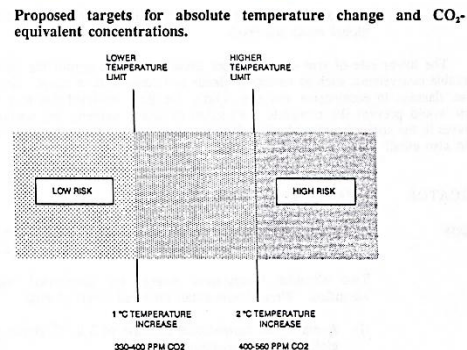 Proposed targets for absolute temperature change and CO₂-
equivalent concentrations.
LOWER
TEMPERATURE
LIMIT
HIGHER
TEMPERATURE
LIMIT
LOW RISK
HIGH RISK
1 °C TEMPERATURE
INCREASE
2 °C TEMPERATURE
INCREASE
330-400 PPM CO2
400-560 PPM CO2